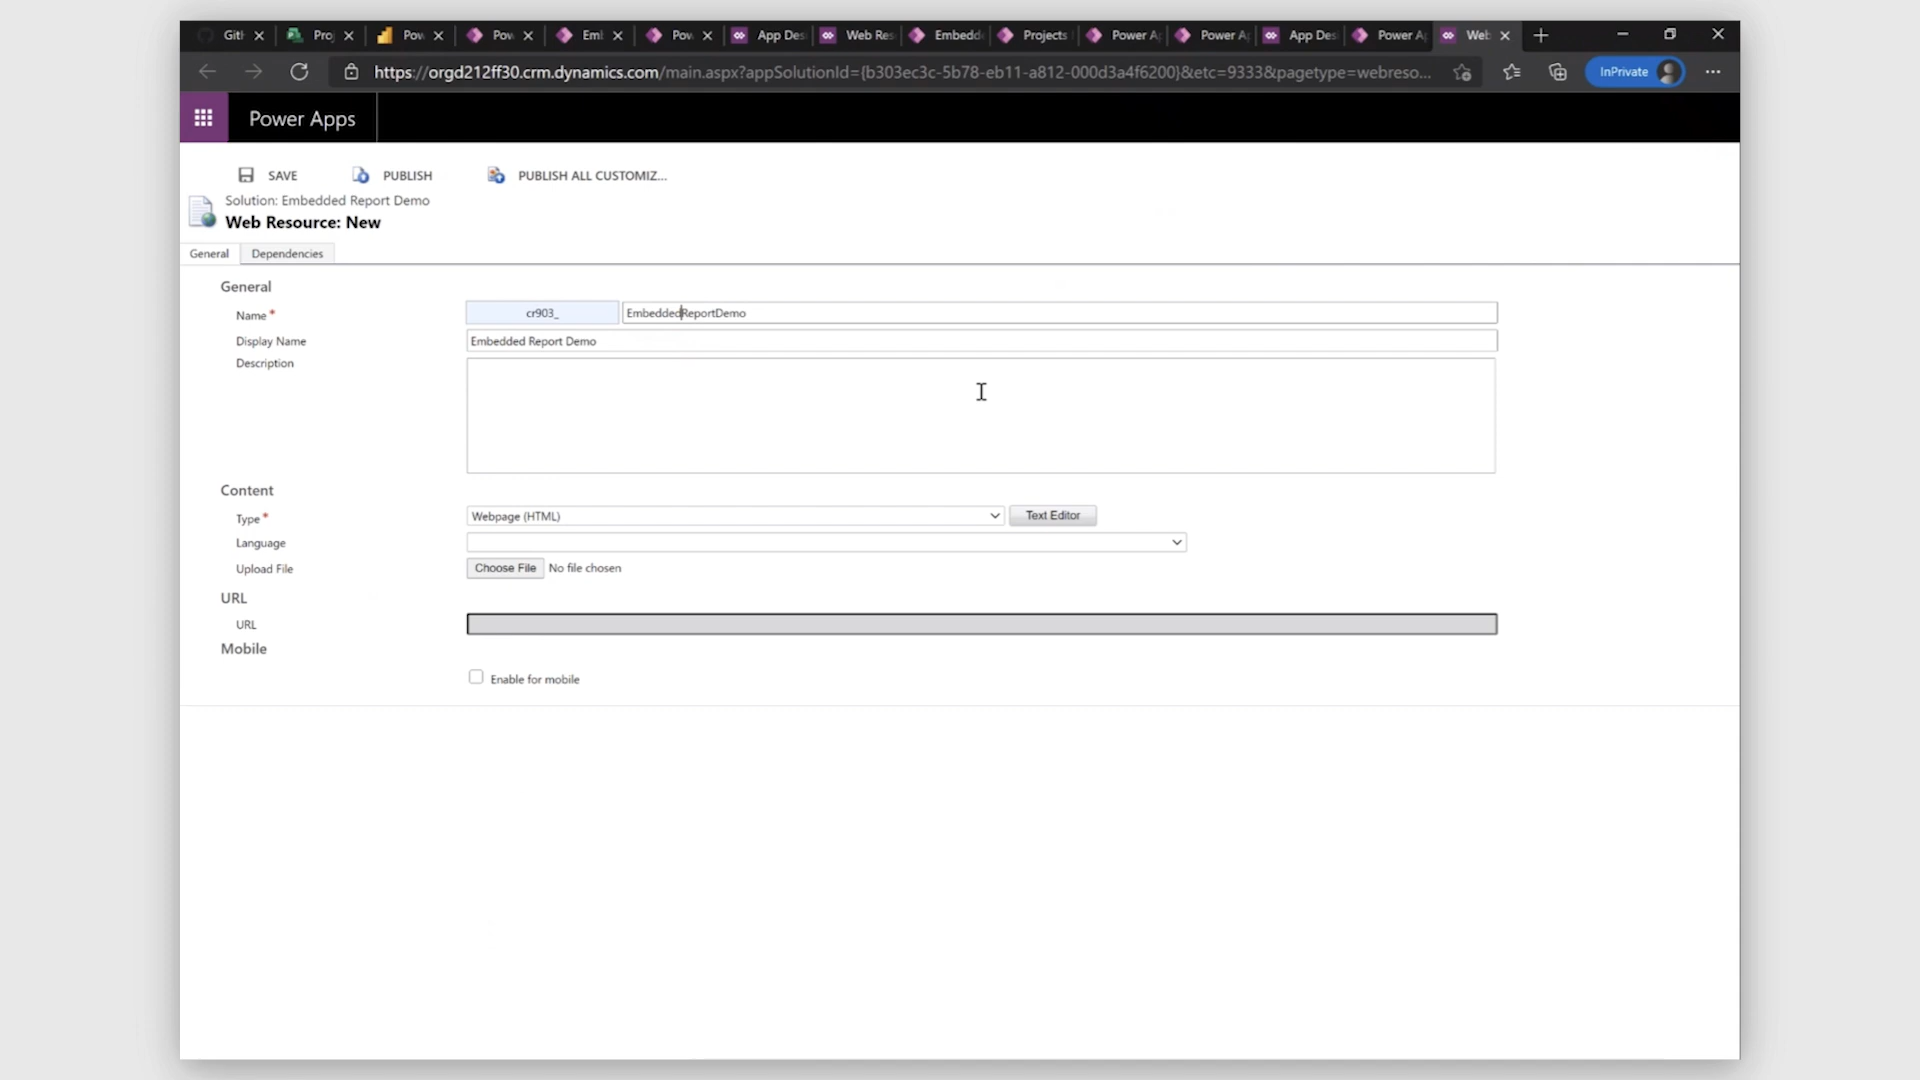 Gitl Pro Pow Pow Eml Pow App Des Web Res Embedd Projects Power A Power A App Des Power A Web
https://orgd212ff30.crm.dynamics.com/main.aspx?appSolutionId={b303ec3c-5b78-eb11-a812-000d3a4f6200}&etc=9333&pagetype=webreso... InPrivate
Power Apps
SAVE PUBLISH PUBLISH ALL CUSTOMIZ...
Solution: Embedded Report Demo
Web Resource: New
General Dependencies
General
Name * cr903_ EmbeddedReportDemo
Display Name Embedded Report Demo
Description
Content
Type * Webpage (HTML) Text Editor
Language
Upload File Choose File No file chosen
URL
URL
Mobile
Enable for mobile